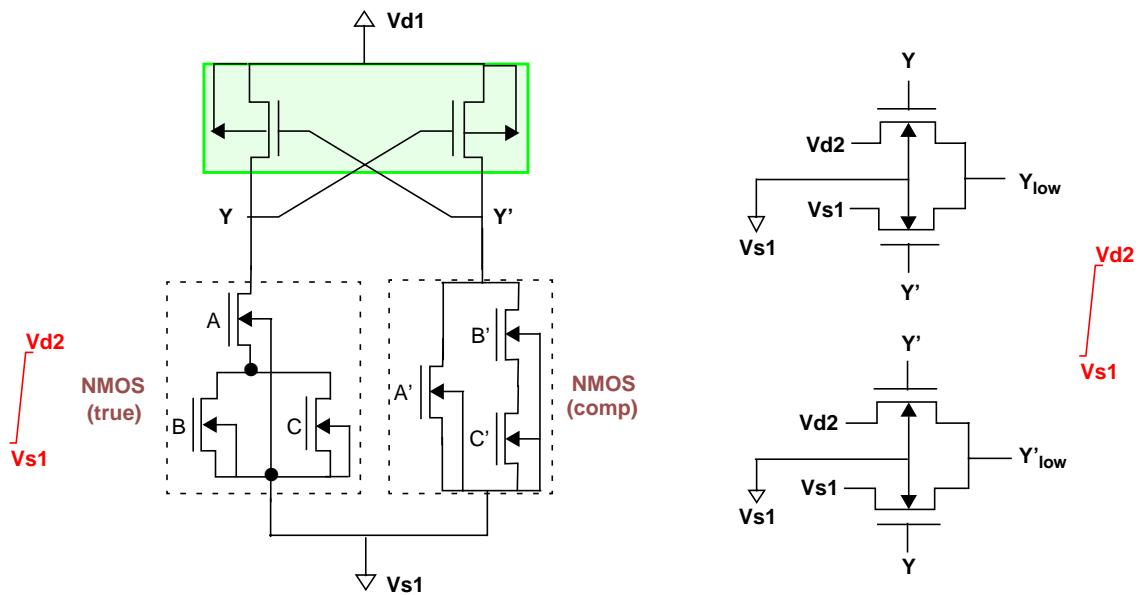 Vd1
Y
Y'
A
B
C
NMOS
(true)
Vd2
Vs1
B'
A'
C'
NMOS
(comp)
Vs1
Y
Vd2
Vs1
Vs1
Y'
Ylow
Vd2
Vs1
Y'
Vd2
Vs1
Vs1
Y
Y'low